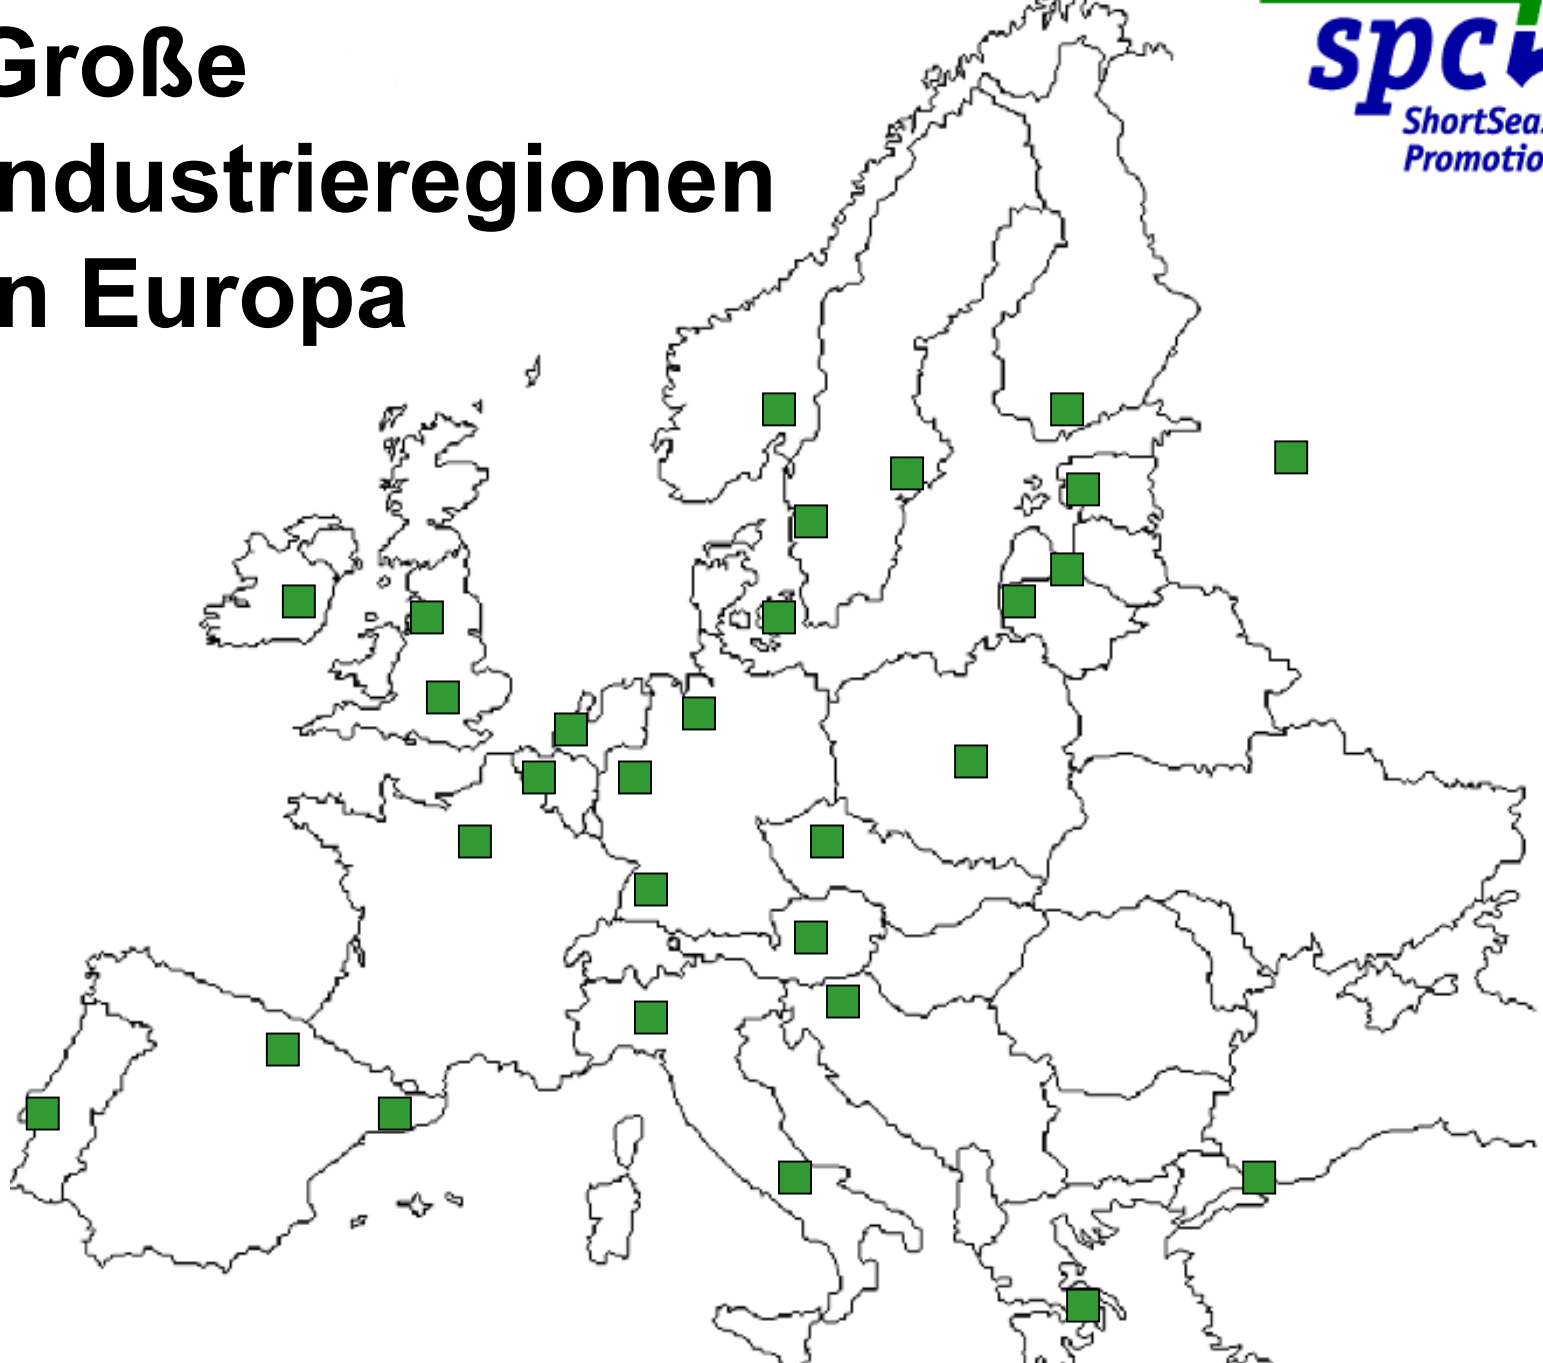 Große
ndustrieregionen
n Europa
spc
ShortSea
Promotio